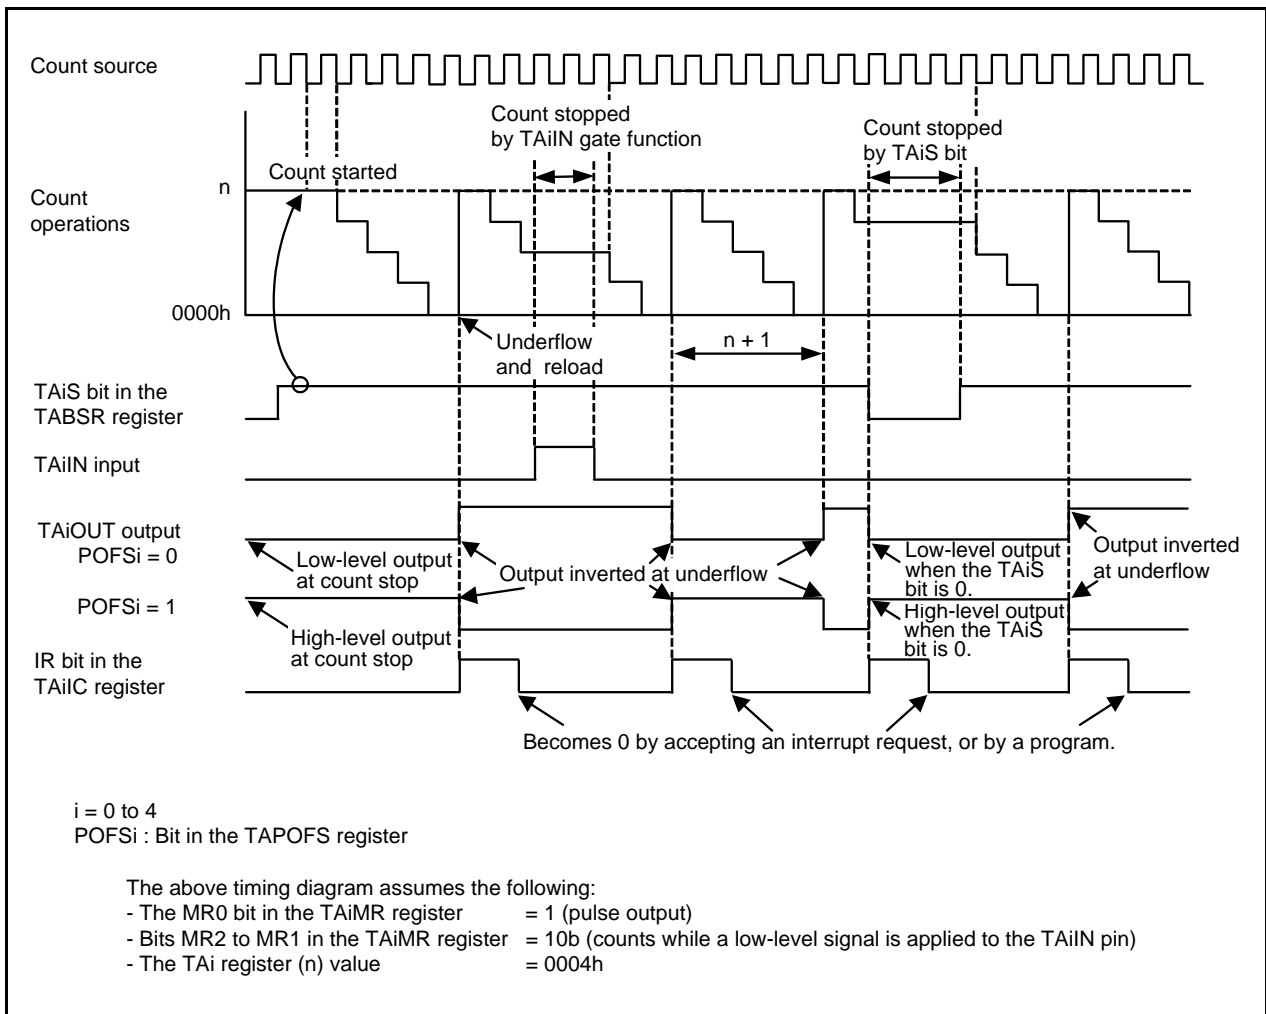 Count source
Count stopped
by TAiIN gate function
Count stopped
by TAiS bit
Count started
n
Count
operations
0000h
Underflow
and reload
n + 1
TAiS bit in the
TABSR register
TAiIN input
TAiOUT output
POFSi = 0
Low-level output
at count stop
Output inverted at underflow
Low-level output
when the TAiS
bit is 0.
Output inverted
at underflow
POFSi = 1
High-level output
at count stop
High-level output
when the TAiS
bit is 0.
IR bit in the
TAiIC register
Becomes 0 by accepting an interrupt request, or by a program.
i = 0 to 4
POFSi : Bit in the TAPOFS register
The above timing diagram assumes the following:
- The MR0 bit in the TAiMR register = 1 (pulse output)
- Bits MR2 to MR1 in the TAiMR register = 10b (counts while a low-level signal is applied to the TAiIN pin)
- The TAi register (n) value = 0004h